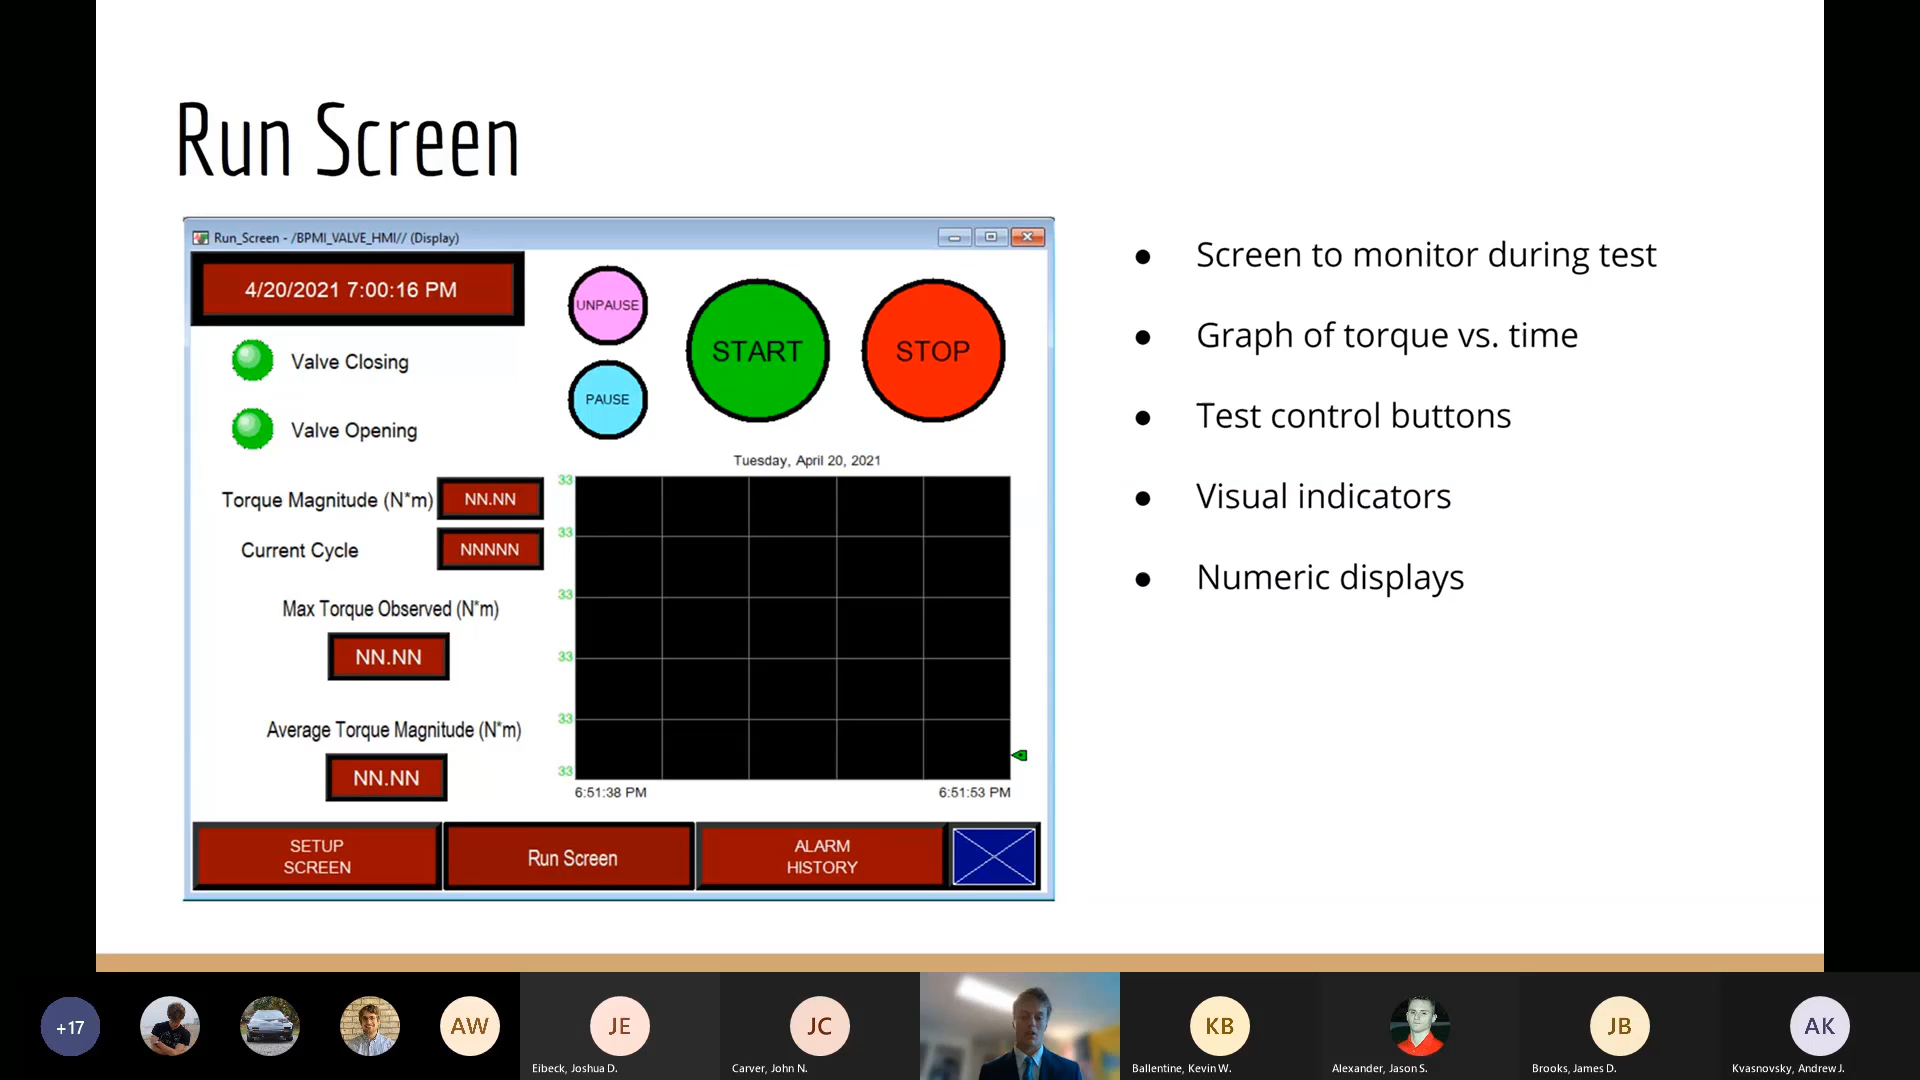 Run Screen
Run_Screen - /BPMI_VALVE_HMI// (Display)
4/20/2021 7:00:16 PM
UNPAUSE
START
STOP
PAUSE
Valve Closing
Valve Opening
Torque Magnitude (N*m)
NN.NN
Current Cycle
NNNNN
Max Torque Observed (N*m)
NN.NN
Average Torque Magnitude (N*m)
NN.NN
Tuesday, April 20, 2021
33
33
33
33
33
33
6:51:38 PM
6:51:53 PM
SETUP
SCREEN
Run Screen
ALARM
HISTORY
● Screen to monitor during test
● Graph of torque vs. time
● Test control buttons
● Visual indicators
● Numeric displays
+17
AW
JE
Eibeck, Joshua D.
JC
Carver, John N.
KB
Ballentine, Kevin W.
Alexander, Jason S.
JB
Brooks, James D.
AK
Kvasnovsky, Andrew J.